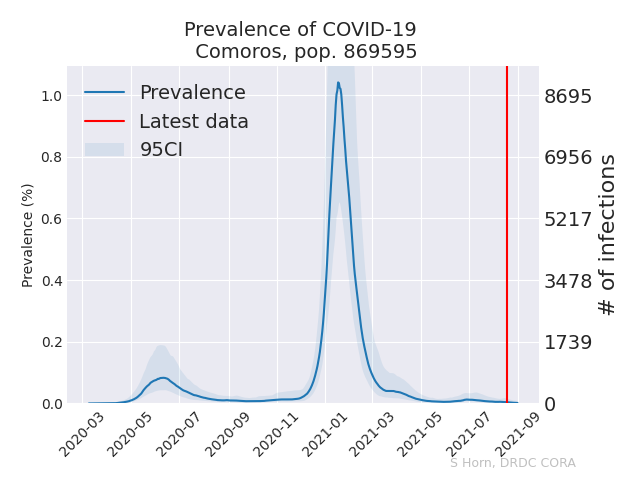 Prevalence of COVID-19
Comoros, pop. 869595
Prevalence
Latest data
95CI
Prevalence (%)
1.0
0.8
0.6
0.4
0.2
0.0
8695
6956
5217
3478
1739
0
# of infections
2020-03
2020-05
2020-07
2020-09
2020-11
2021-01
2021-03
2021-05
2021-07
2021-09
S Horn, DRDC CORA